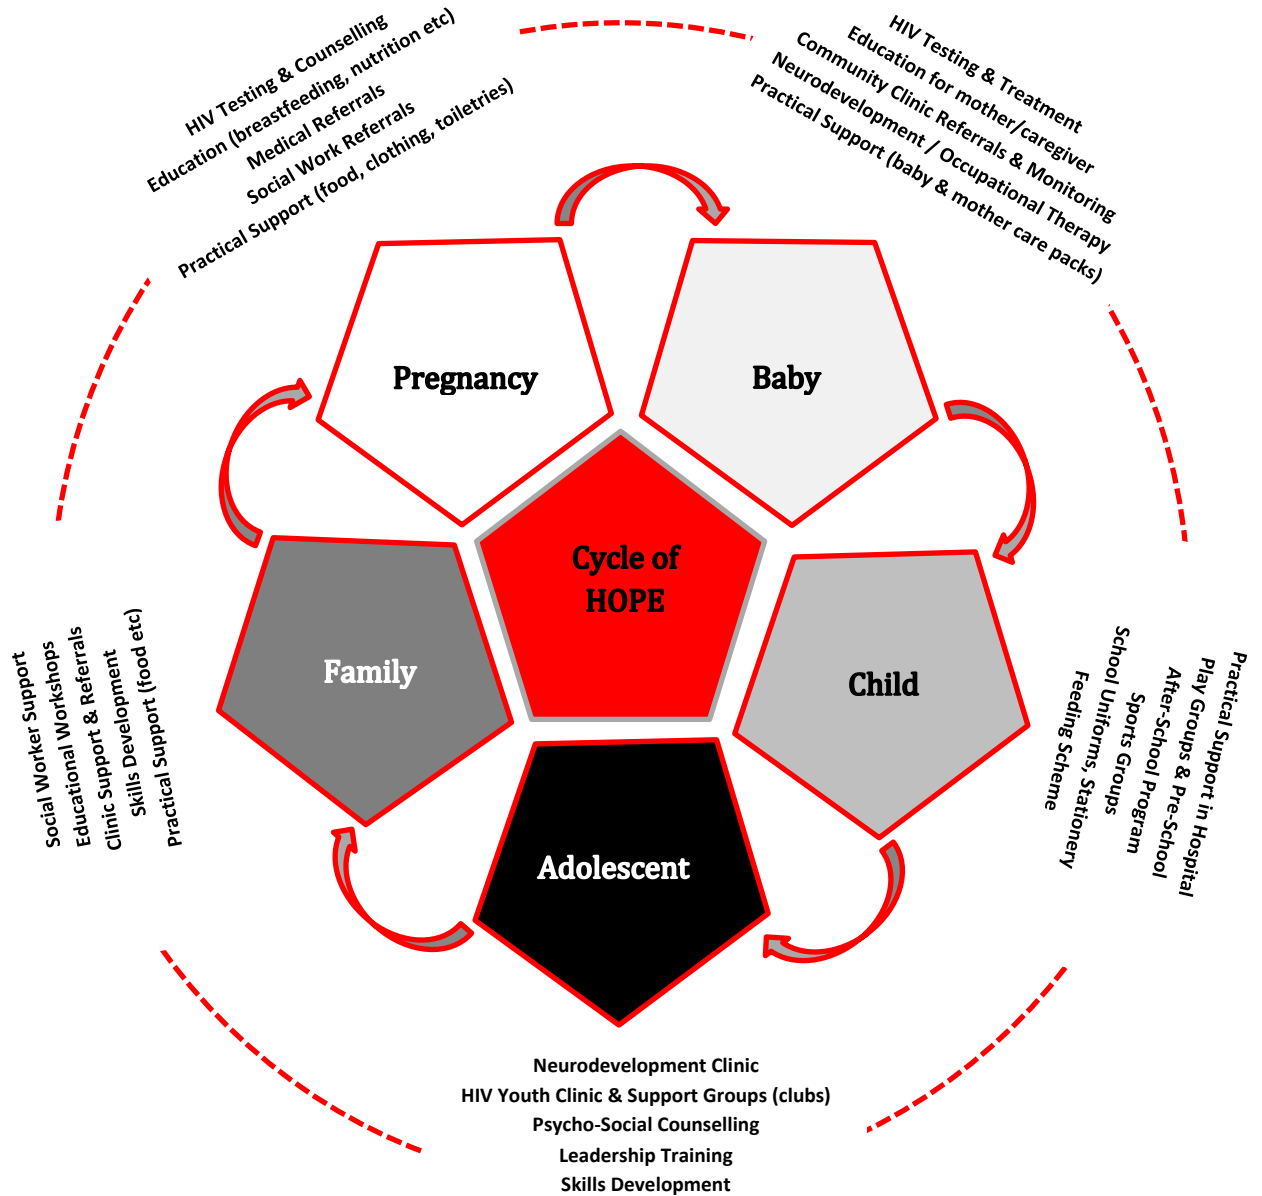 HIV Testing & Counselling
Education (breastfeeding, nutrition etc)
Medical Referrals
Social Work Referrals
Practical Support (food, clothing, toiletries)
HIV Testing & Treatment
Education for mother/caregiver
Community Clinic Referrals & Monitoring
Neurodevelopment / Occupational Therapy
Practical Support (baby & mother care packs)
Pregnancy
Baby
Cycle of
HOPE
Family
Child
Adolescent
Social Worker Support
Educational Workshops
Clinic Support & Referrals
Skills Development
Practical Support (food etc)
Practical Support in Hospital
Play Groups & Pre-School
After-School Program
Sports Groups
School Uniforms, Stationery
Feeding Scheme
Neurodevelopment Clinic
HIV Youth Clinic & Support Groups (clubs)
Psycho-Social Counselling
Leadership Training
Skills Development